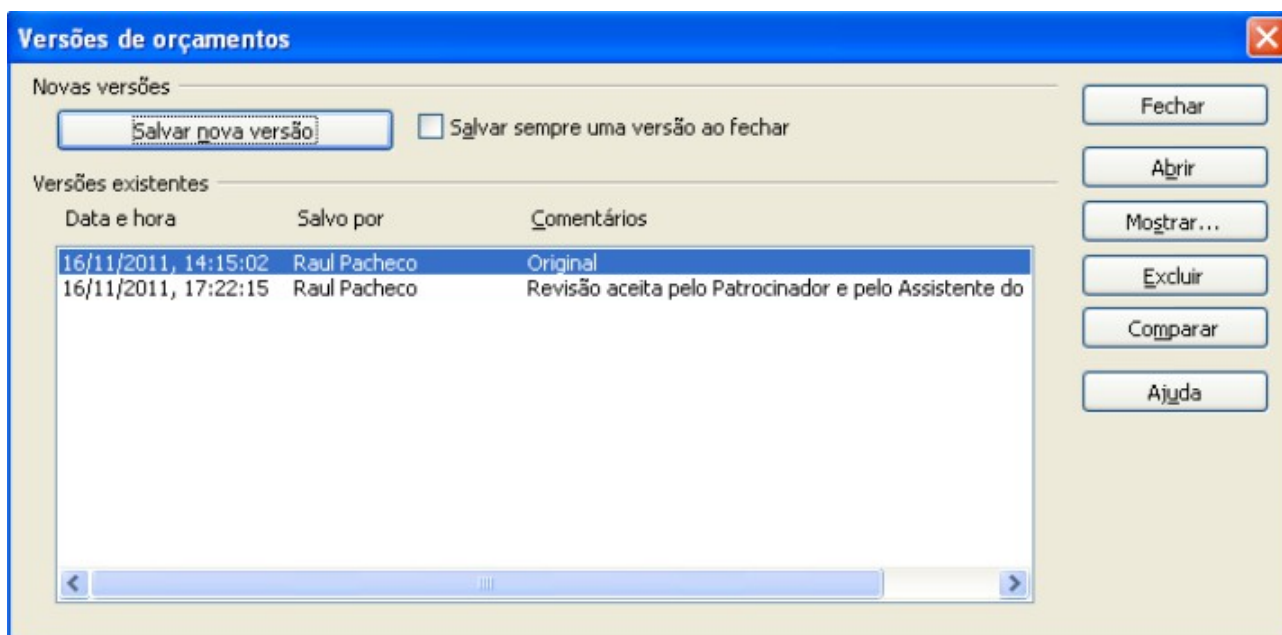 Versões de orçamentos
Novas versões
Salvar nova versão
Salvar sempre uma versão ao fechar
Fechar
Abrir
Mostrar...
Excluir
Comparar
Ajuda
Versões existentes
Data e hora Salvo por Comentários
16/11/2011, 14:15:02 Raul Pacheco Original
16/11/2011, 17:22:15 Raul Pacheco Revisão aceita pelo Patrocinador e pelo Assistente do